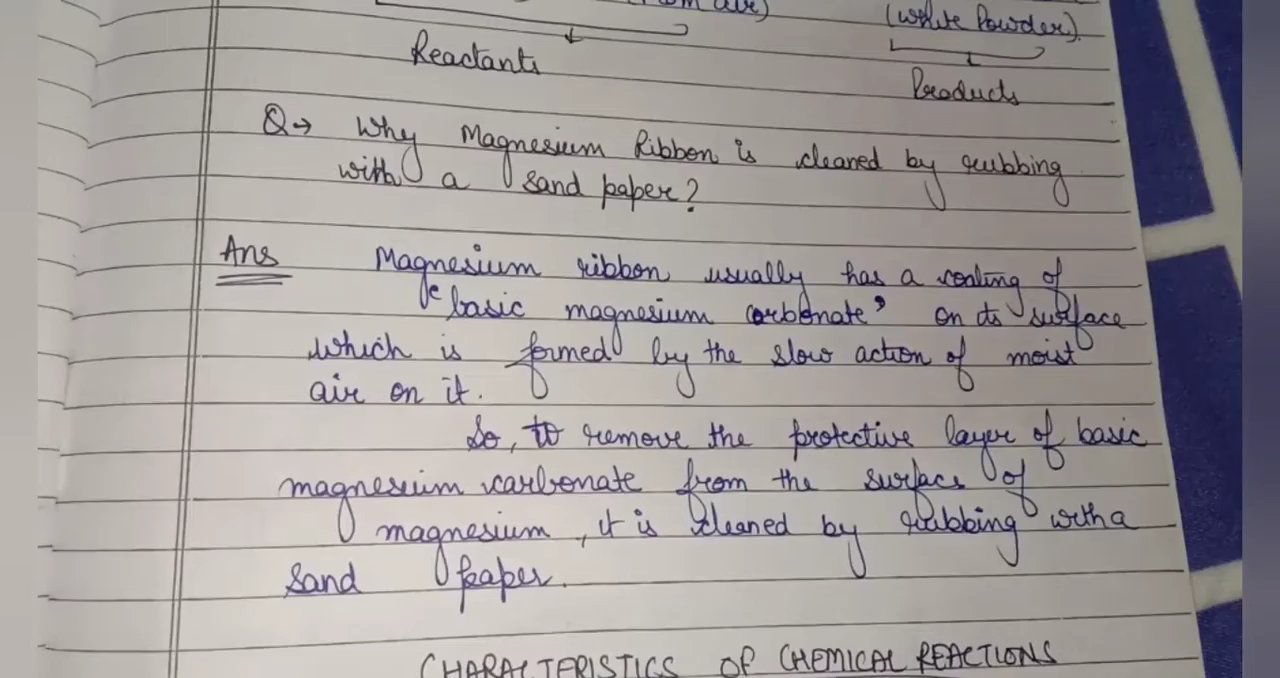 air)
(White Powder).
Reactants
Products
Q→ Why Magnesium Ribbon is cleaned by rubbing
with a sand paper?
Ans Magnesium ribbon usually has a coating of
‘basic magnesium carbonate’ on its surface
which is formed by the slow action of moist
air on it.
So, to remove the protective layer of basic
magnesium carbonate from the surface of
magnesium, it is cleaned by rubbing with a
sand paper.
CHARACTERISTICS OF CHEMICAL REACTIONS